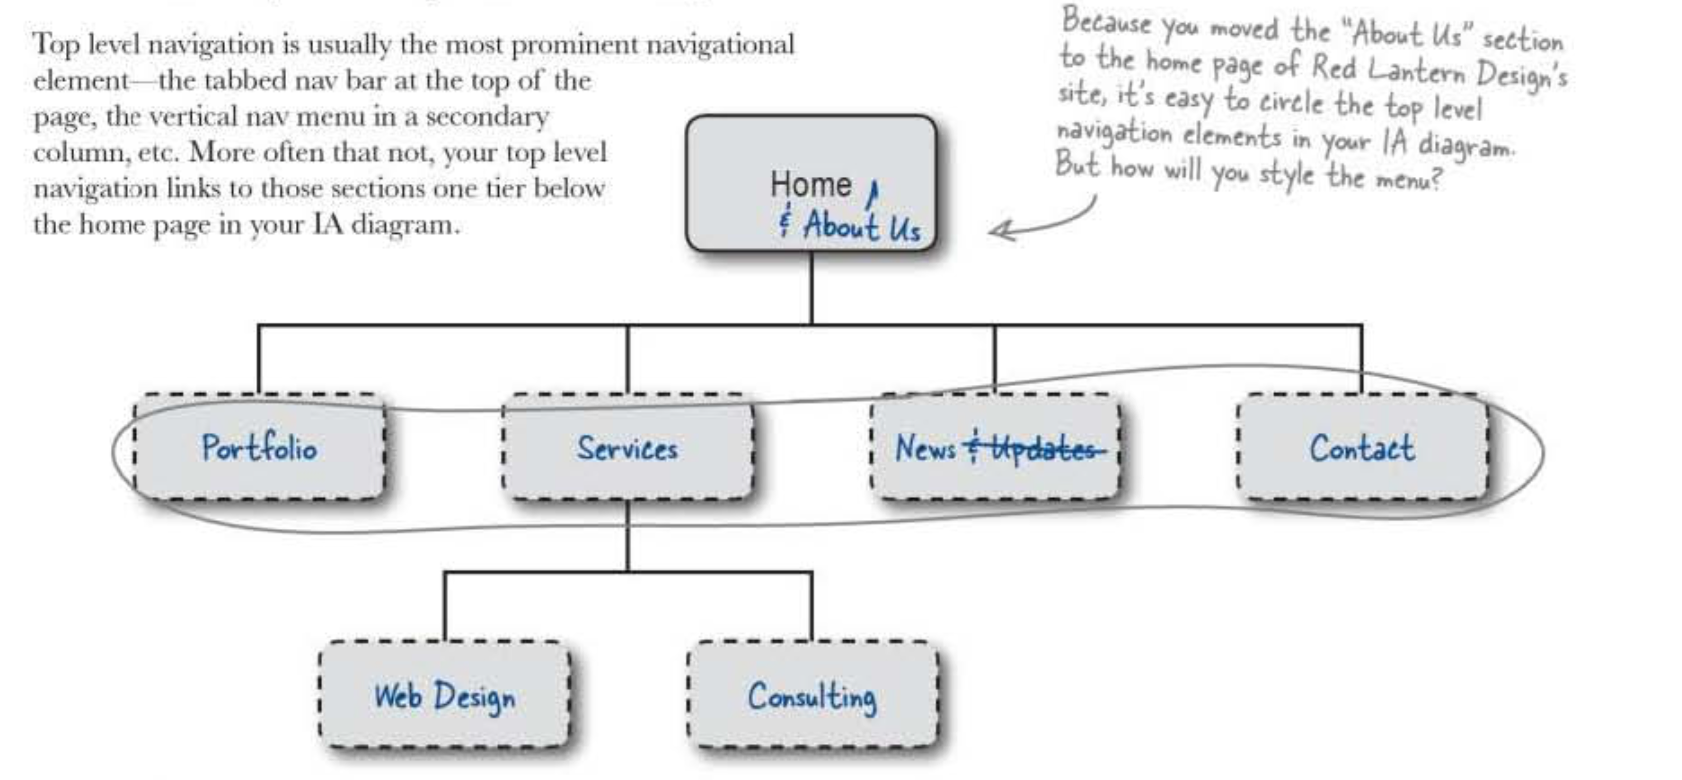 Top level navigation is usually the most prominent navigational
element—the tabbed nav bar at the top of the
page, the vertical nav menu in a secondary
column, etc. More often that not, your top level
navigation links to those sections one tier below
the home page in your IA diagram.
Because you moved the "About Us" section
to the home page of Red Lantern Design's
site, it's easy to circle the top level
navigation elements in your IA diagram.
But how will you style the menu?
Home
& About Us
Portfolio
Services
News & Updates
Contact
Web Design
Consulting